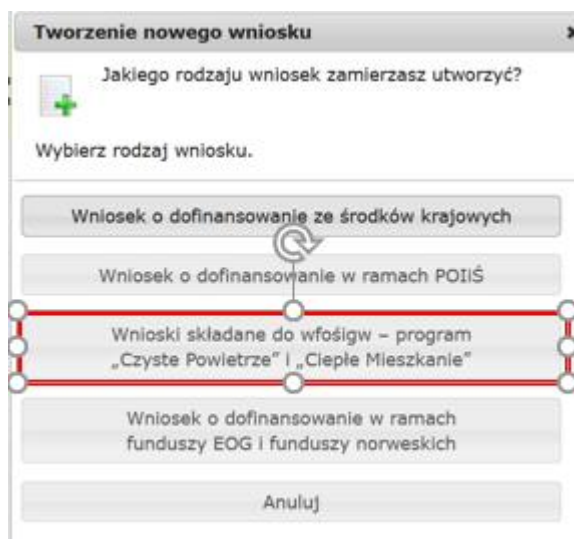 Tworzenie nowego wniosku
Jakiego rodzaju wniosek zamierzasz utworzyć?
Wybierz rodzaj wniosku.
Wniosek o dofinansowanie ze środków krajowych
Wniosek o dofinansowanie w ramach POIiŚ
Wnioski składane do wfośigw – program
„Czyste Powietrze” i „Ciepłe Mieszkanie”
Wniosek o dofinansowanie w ramach
funduszy EOG i funduszy norweskich
Anuluj